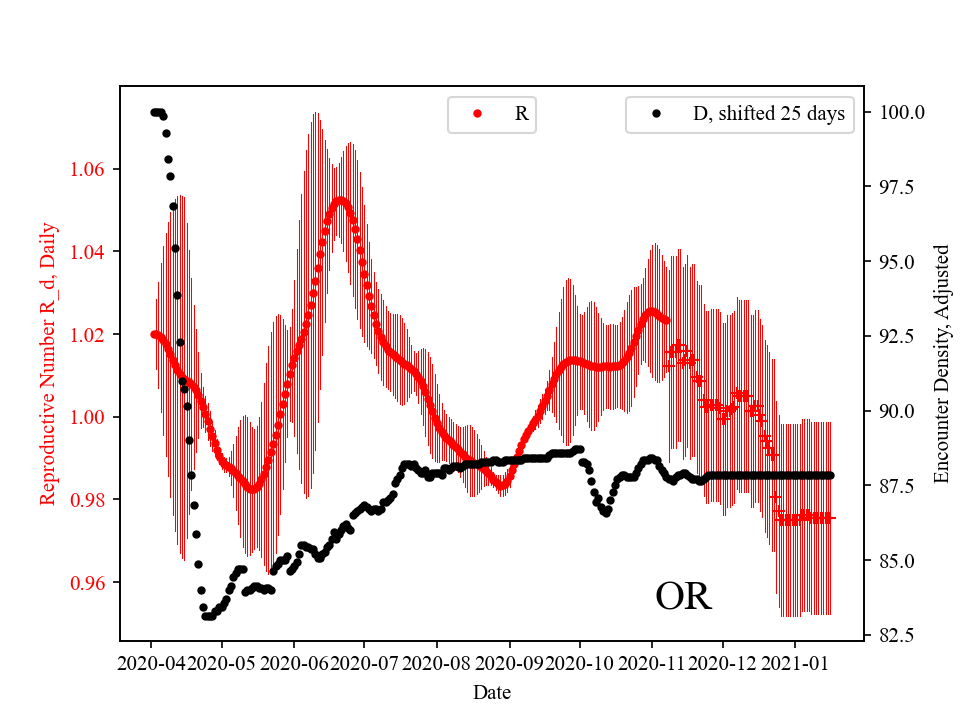 R
D, shifted 25 days
Reproductive Number R_d, Daily
1.06
1.04
1.02
1.00
0.98
0.96
100.0
97.5
95.0
92.5
90.0
87.5
85.0
82.5
Encounter Density, Adjusted
OR
2020-04 2020-05 2020-06 2020-07 2020-08 2020-09 2020-10 2020-11 2020-12 2021-01
Date